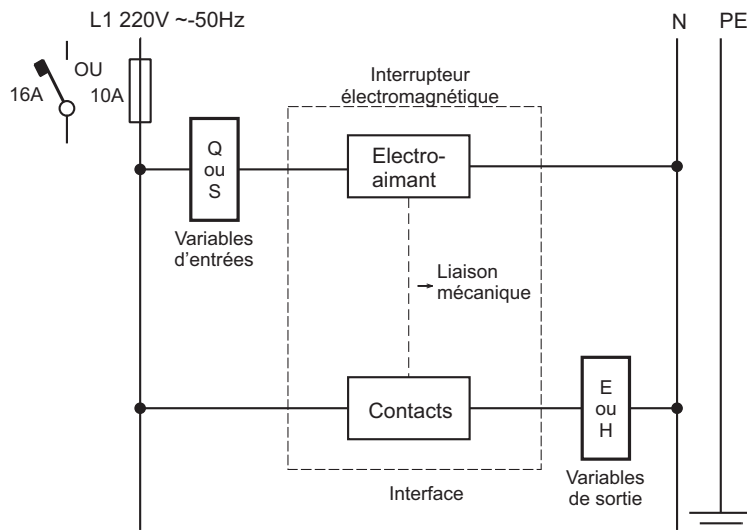 L1 220V ~-50Hz
N
PE
OU
16A
10A
Interrupteur
électromagnétique
Q
ou
S
Electro-
aimant
Variables
d'entrées
Liaison
mécanique
Contacts
E
ou
H
Interface
Variables
de sortie